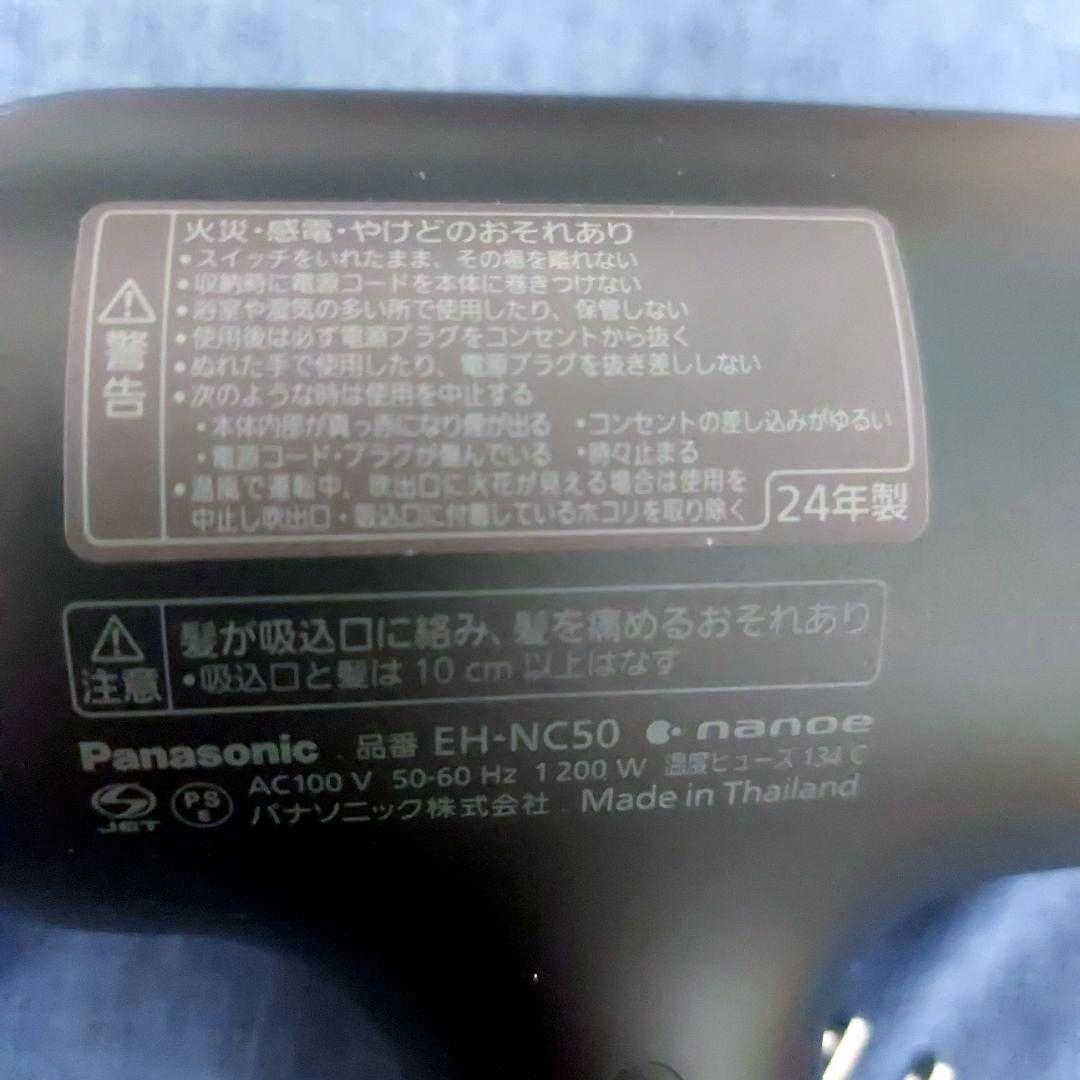 警告
火災・感電・やけどのおそれあり
•スイッチをいれたまま、その場を離れない
•収納時に電源コードを本体に巻きつけない
•浴室や湿気の多い所で使用したり、保管しない
•使用後は必ず電源プラグをコンセントから抜く
•ぬれた手で使用したり、電源プラグを抜き差ししない
•次のような時は使用を中止する
・本体内部が真っ赤になり煙が出る ・コンセントの差し込みがゆるい
・電源コード・プラグが傷んでいる ・時々止まる
•温風で運転中、吹出口に火花が見える場合は使用を
中止し吹出口・吸込口に付着しているホコリを取り除く
24年製
注意
髪が吸込口に絡み、髪を痛めるおそれあり
•吸込口と髪は 10 cm 以上はなす
Panasonic 品番 EH-NC50 nanoe
AC100 V 50-60 Hz 1 200 W 温度ヒューズ 134 C
JET PS E パナソニック株式会社 Made in Thailand